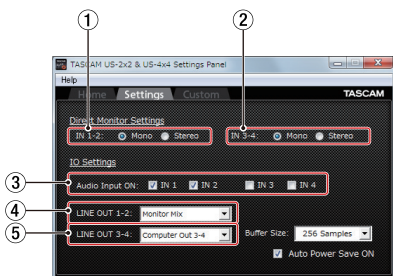 ① ②
TASCAM US-2x2 & US-4x4 Settings Panel
Help
Home Settings Custom TASCAM
Direct Monitor Settings
IN 1-2: Mono Stereo IN 3-4: Mono Stereo
IO Settings
③ Audio Input ON: IN 1 IN 2 IN 3 IN 4
④ LINE OUT 1-2: Monitor Mix
⑤ LINE OUT 3-4: Computer Out 3-4 Buffer Size: 256 Samples
Auto Power Save ON